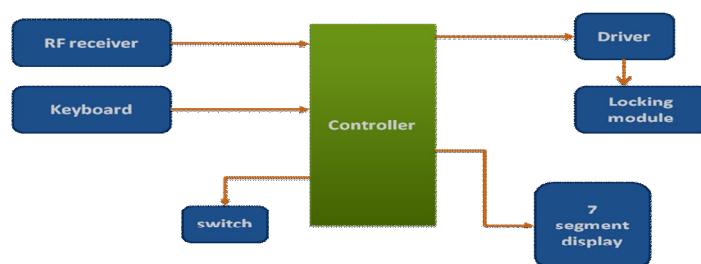 RF receiver
Driver
Keyboard
Locking
module
Controller
switch
7
segment
display